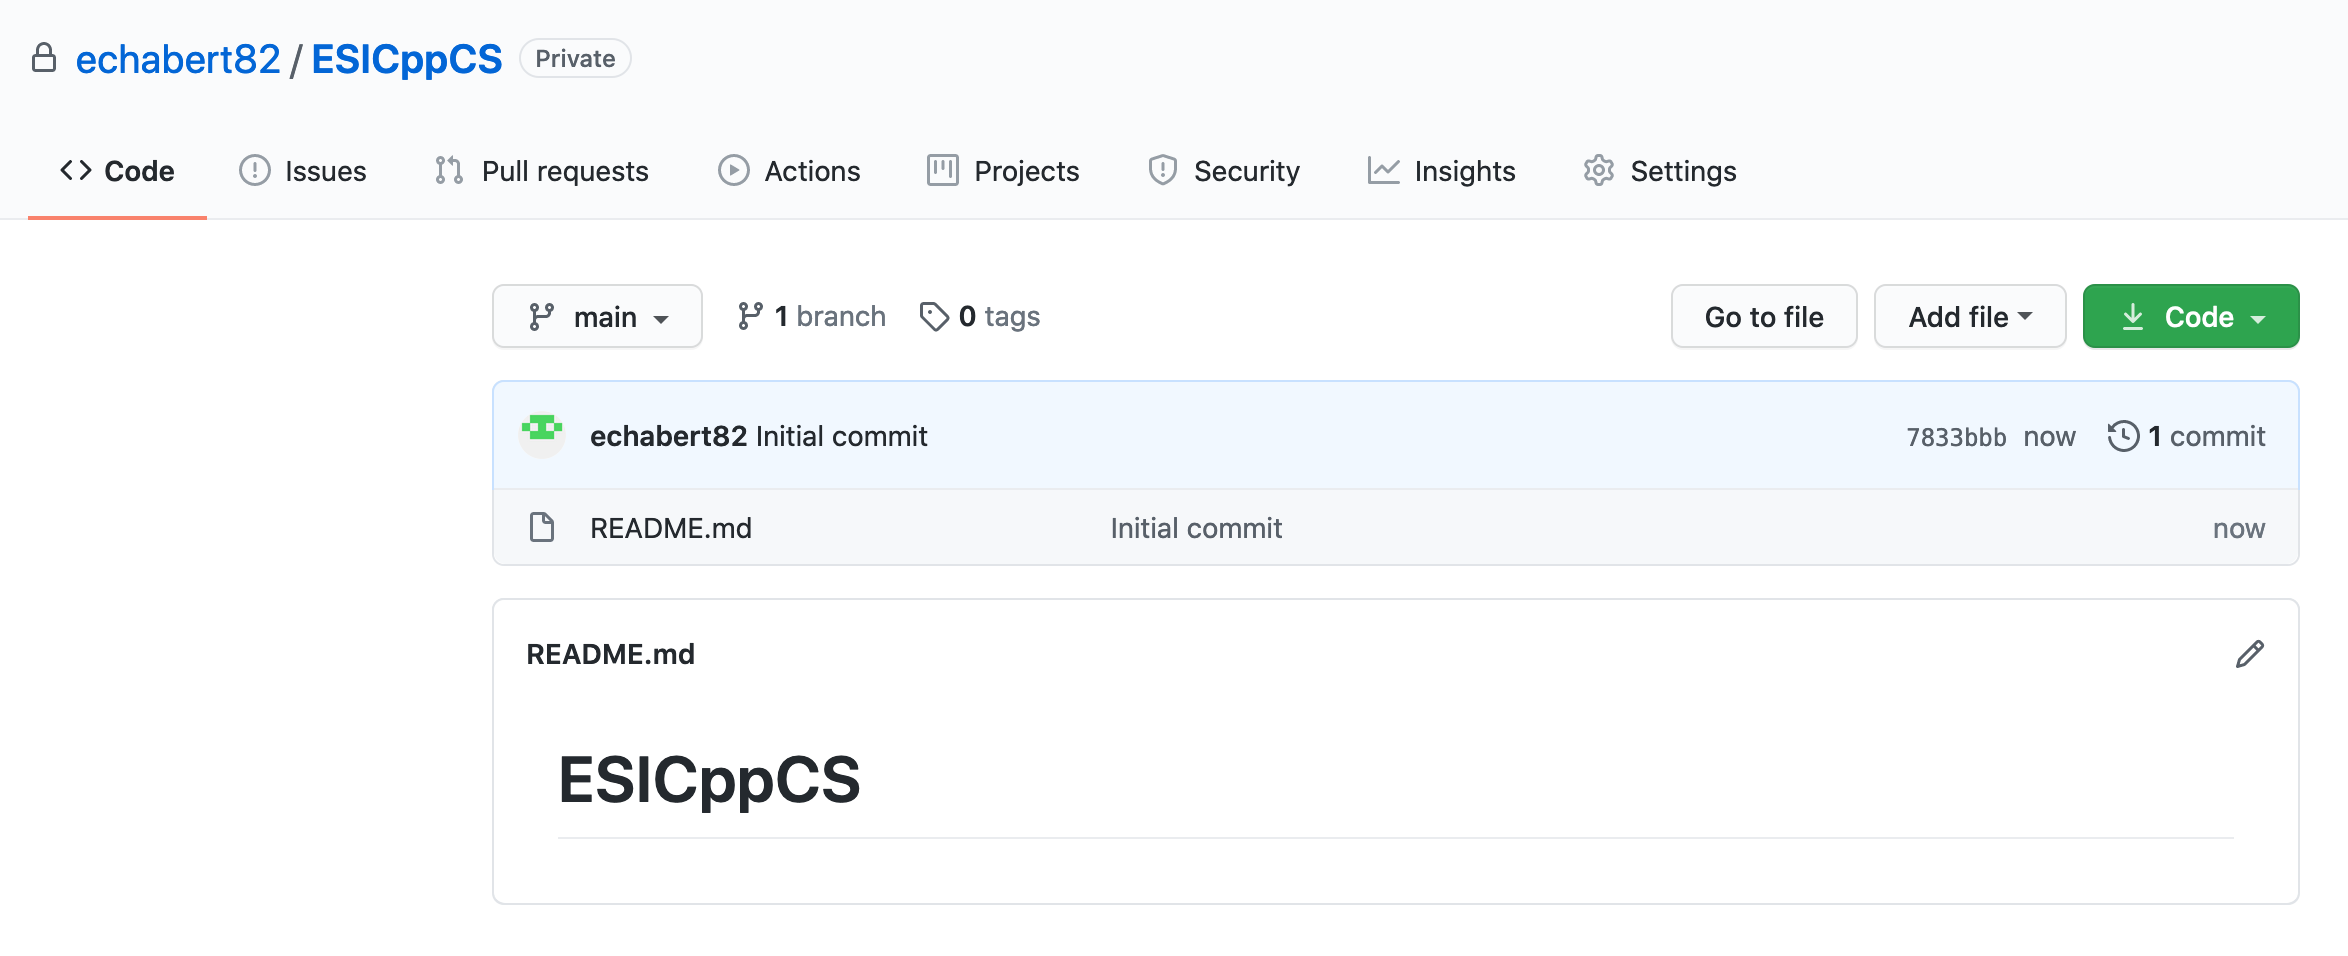 echabert82 / ESICppCS Private
Code Issues Pull requests Actions Projects Security Insights Settings
main 1 branch 0 tags Go to file Add file Code
echabert82 Initial commit 7833bbb now 1 commit
README.md Initial commit now
README.md
ESICppCS